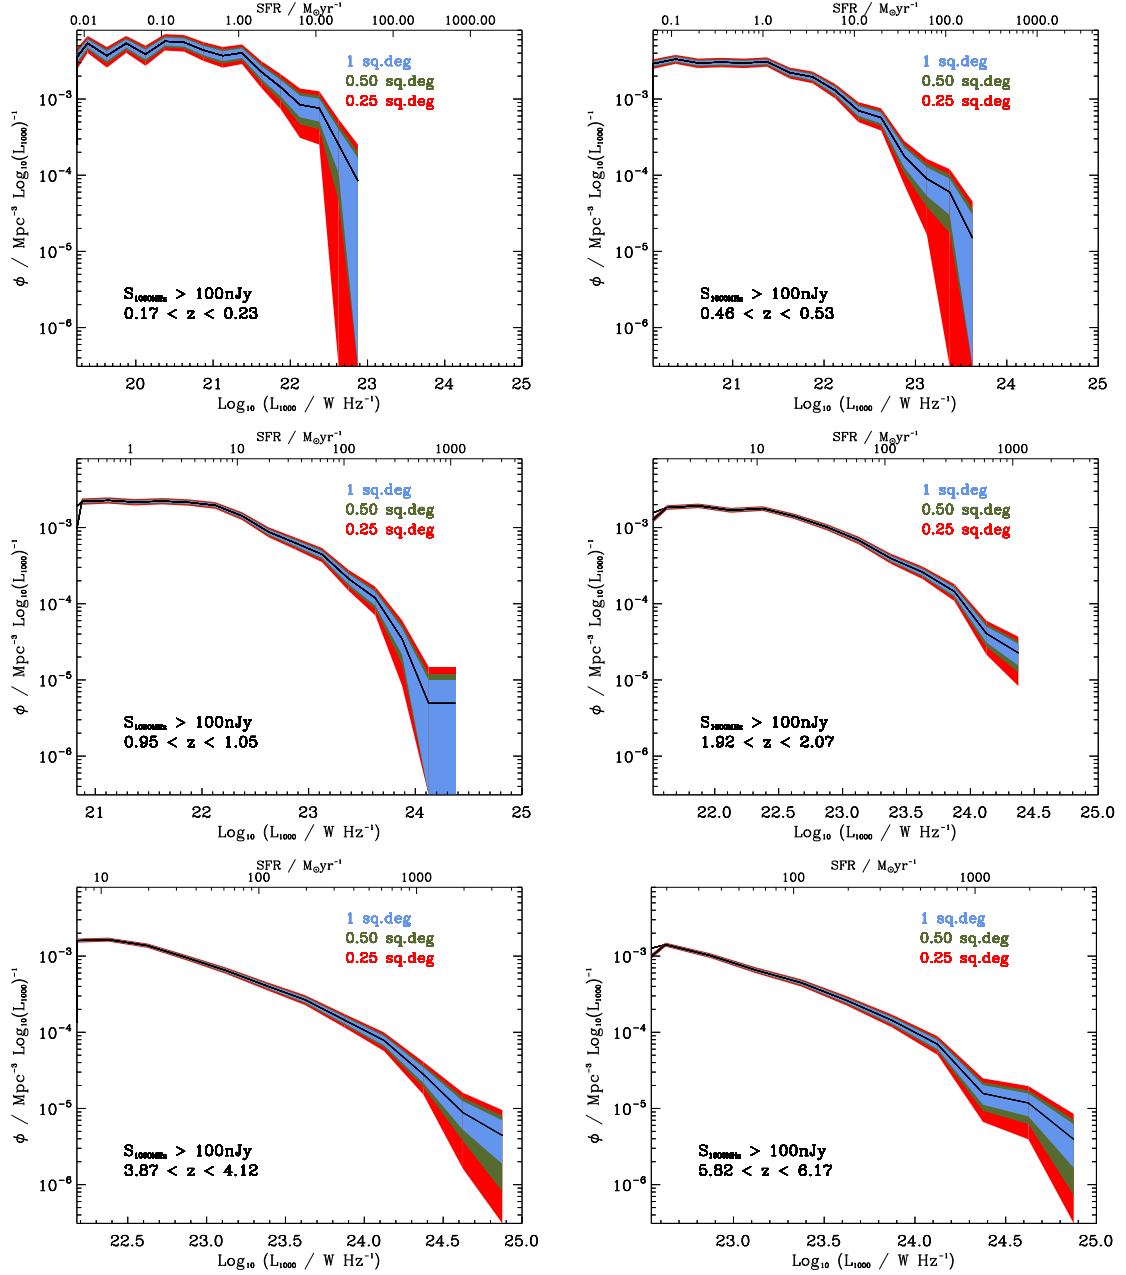 SFR / M⊙yr⁻¹
0.01 0.10 1.00 10.00 100.00 1000.00
1 sq.deg
0.50 sq.deg
0.25 sq.deg
10⁻³
10⁻⁴
10⁻⁵
10⁻⁶
ϕ / Mpc⁻³ Log₁₀(L₁₀₀₀)⁻¹
> 100nJy
0.17 < z < 0.23
20 21 22 23 24 25
Log₁₀ (L₁₀₀₀ / W Hz⁻¹)
SFR / M⊙yr⁻¹
0.1 1.0 10.0 100.0 1000.0
1 sq.deg
0.50 sq.deg
0.25 sq.deg
10⁻³
10⁻⁴
10⁻⁵
10⁻⁶
ϕ / Mpc⁻³ Log₁₀(L₁₀₀₀)⁻¹
> 100nJy
0.46 < z < 0.53
21 22 23 24 25
Log₁₀ (L₁₀₀₀ / W Hz⁻¹)
SFR / M⊙yr⁻¹
1 10 100 1000
1 sq.deg
0.50 sq.deg
0.25 sq.deg
10⁻³
10⁻⁴
10⁻⁵
10⁻⁶
ϕ / Mpc⁻³ Log₁₀(L₁₀₀₀)⁻¹
> 100nJy
0.95 < z < 1.05
21 22 23 24 25
Log₁₀ (L₁₀₀₀ / W Hz⁻¹)
SFR / M⊙yr⁻¹
10 100 1000
1 sq.deg
0.50 sq.deg
0.25 sq.deg
10⁻³
10⁻⁴
10⁻⁵
10⁻⁶
ϕ / Mpc⁻³ Log₁₀(L₁₀₀₀)⁻¹
> 100nJy
1.92 < z < 2.07
22.0 22.5 23.0 23.5 24.0 24.5 25.0
Log₁₀ (L₁₀₀₀ / W Hz⁻¹)
SFR / M⊙yr⁻¹
10 100 1000
1 sq.deg
0.50 sq.deg
0.25 sq.deg
10⁻³
10⁻⁴
10⁻⁵
10⁻⁶
ϕ / Mpc⁻³ Log₁₀(L₁₀₀₀)⁻¹
> 100nJy
3.87 < z < 4.12
22.5 23.0 23.5 24.0 24.5 25.0
Log₁₀ (L₁₀₀₀ / W Hz⁻¹)
SFR / M⊙yr⁻¹
100 1000
1 sq.deg
0.50 sq.deg
0.25 sq.deg
10⁻³
10⁻⁴
10⁻⁵
10⁻⁶
ϕ / Mpc⁻³ Log₁₀(L₁₀₀₀)⁻¹
> 100nJy
5.82 < z < 6.17
23.0 23.5 24.0 24.5 25.0
Log₁₀ (L₁₀₀₀ / W Hz⁻¹)